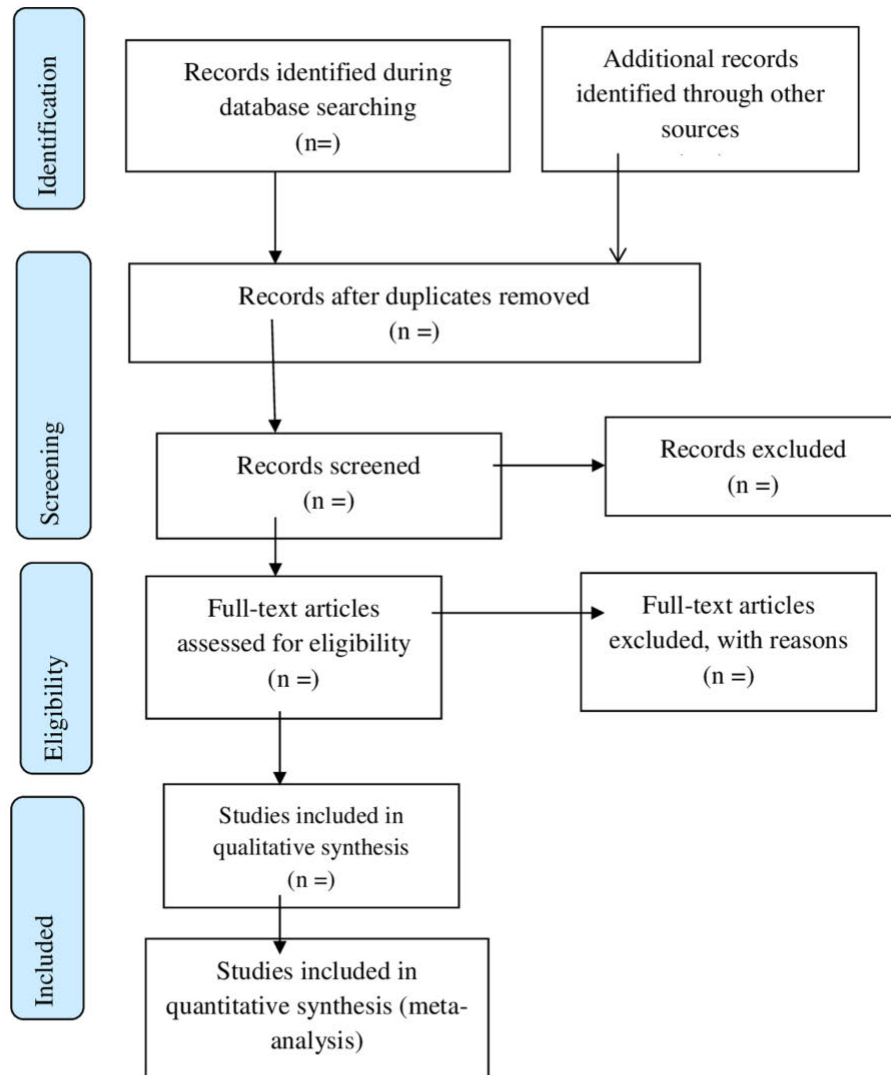 Identification
Records identified during
database searching
(n=)
Additional records
identified through other
sources
Screening
Records after duplicates removed
(n =)
Records screened
(n =)
Records excluded
(n =)
Eligibility
Full-text articles
assessed for eligibility
(n =)
Full-text articles
excluded, with reasons
(n =)
Included
Studies included in
qualitative synthesis
(n =)
Studies included in
quantitative synthesis (meta-
analysis)